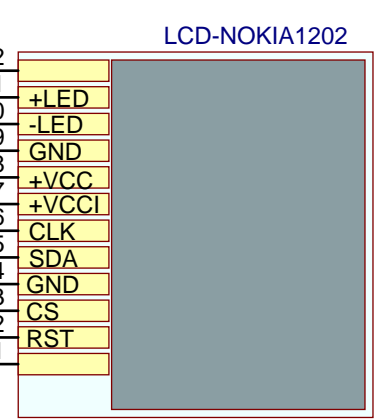 LCD-NOKIA1202
+LED
-LED
GND
+VCC
+VCCI
CLK
SDA
GND
CS
RST